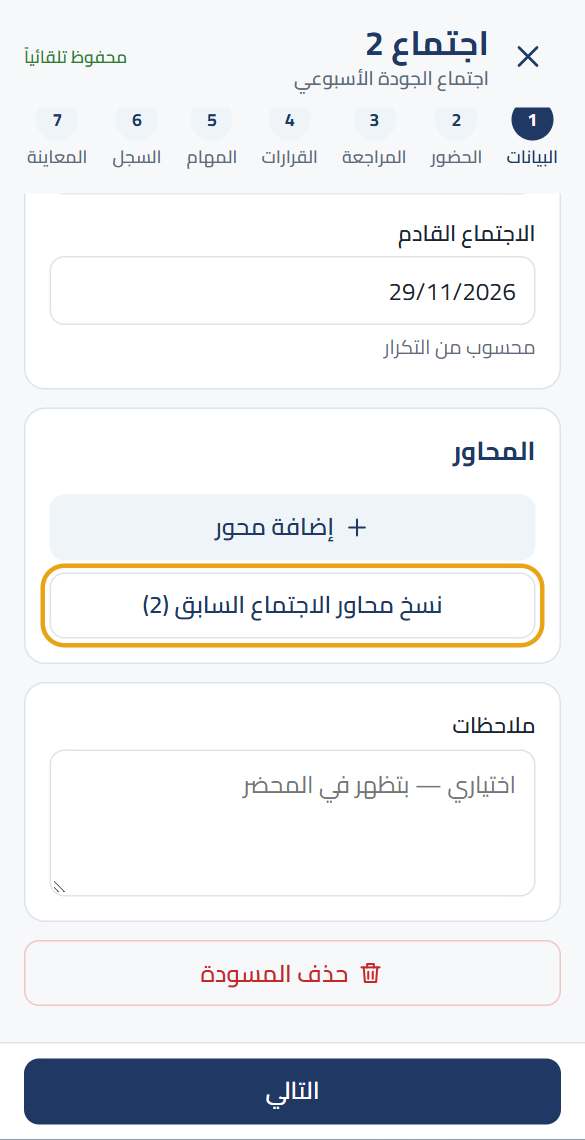 اجتماع 2
محفوظ تلقائياً
اجتماع الجودة الأسبوعي
1 2 3 4 5 6 7
البيانات الحضور المراجعة القرارات المهام السجل المعاينة
الاجتماع القادم
29/11/2026
محسوب من التكرار
المحاور
+ إضافة محور
نسخ محاور الاجتماع السابق (2)
ملاحظات
اختياري — بتظهر في المحضر
حذف المسودة
التالي